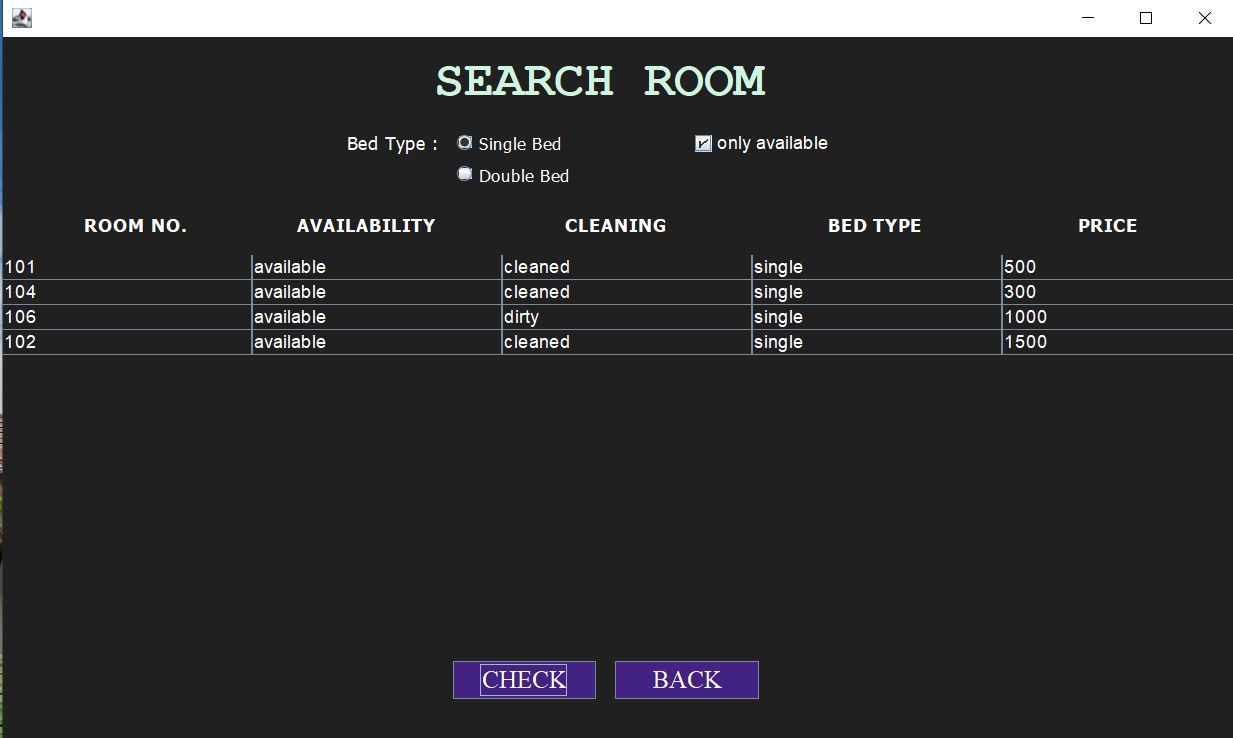 SEARCH ROOM
Bed Type : Single Bed only available
Double Bed
ROOM NO. AVAILABILITY CLEANING BED TYPE PRICE
101 available cleaned single 500
104 available cleaned single 300
106 available dirty single 1000
102 available cleaned single 1500
CHECK BACK